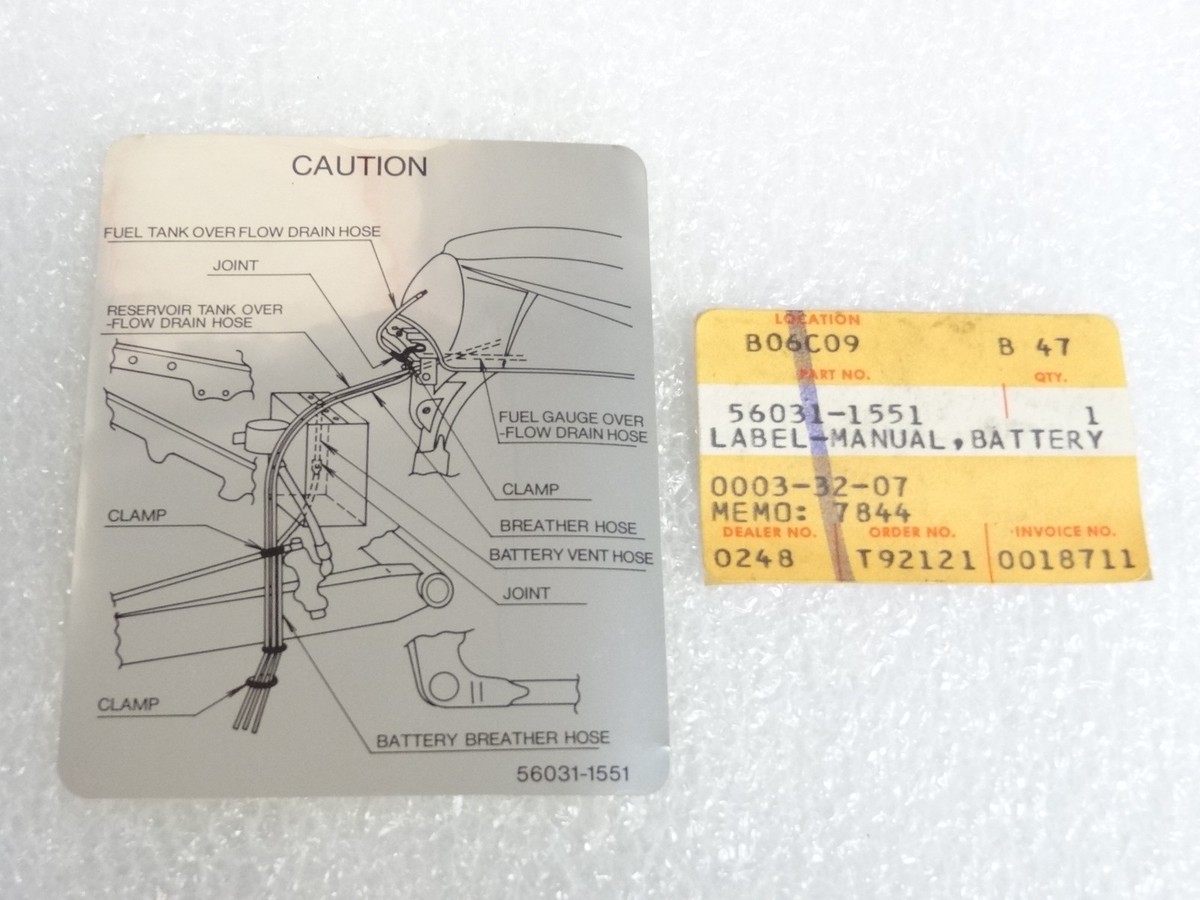 CAUTION
FUEL TANK OVER FLOW DRAIN HOSE
JOINT
RESERVOIR TANK OVER
-FLOW DRAIN HOSE
FUEL GAUGE OVER
-FLOW DRAIN HOSE
CLAMP
CLAMP
BREATHER HOSE
BATTERY VENT HOSE
JOINT
CLAMP
BATTERY BREATHER HOSE
56031-1551
LOCATION
B06C09 B 47
PART NO. QTY.
56031-1551 1
LABEL-MANUAL,BATTERY
0003-32-07
MEMO: 7844
DEALER NO. ORDER NO. INVOICE NO.
0248 T92121 0018711